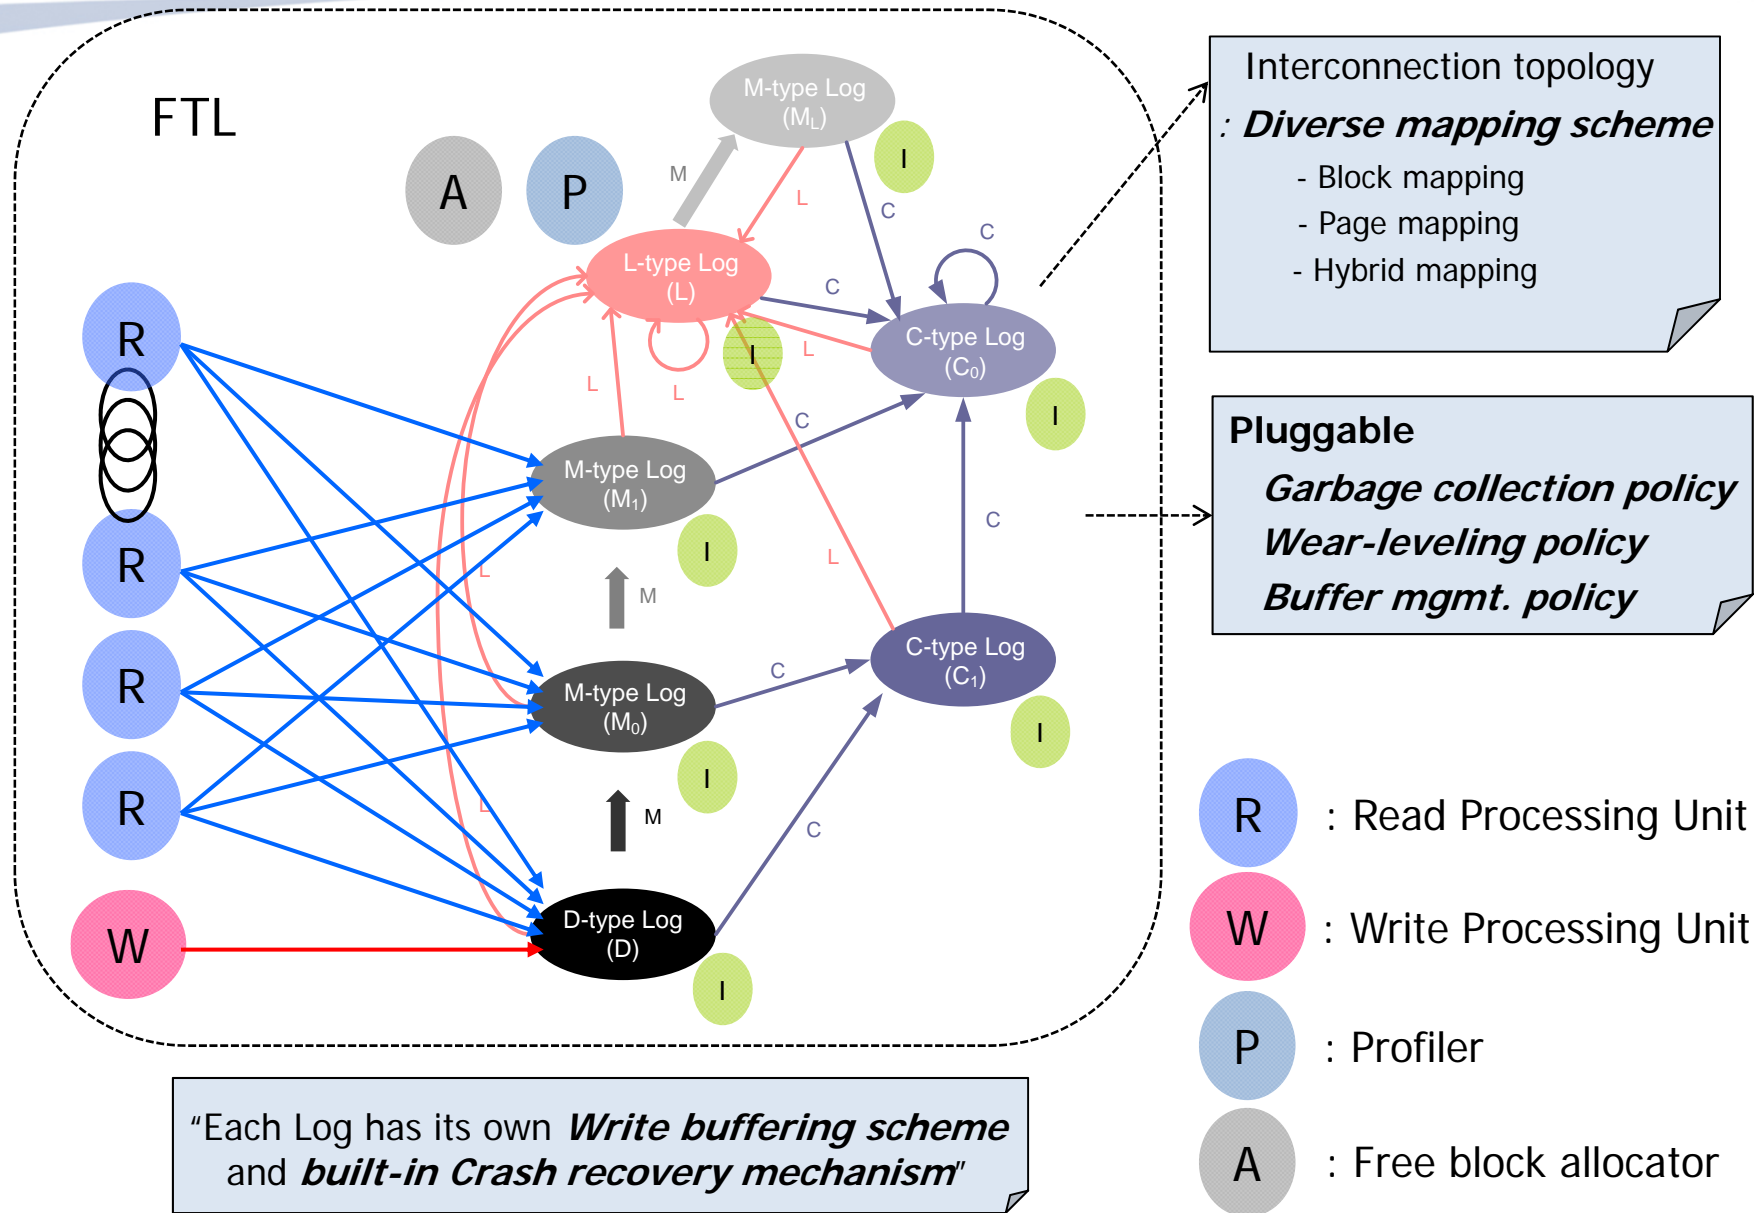 FTL
M-type Log
(M_L)
I
A
P
M
L
C
C
L-type Log
(L)
C
C-type Log
(C₀)
I
L
I
L
L
R
C
M-type Log
(M₁)
I
C
R
L
L
M
C-type Log
(C₁)
I
R
M-type Log
(M₀)
C
I
R
L
M
C
D-type Log
(D)
I
W
Interconnection topology
: Diverse mapping scheme
- Block mapping
- Page mapping
- Hybrid mapping
Pluggable
Garbage collection policy
Wear-leveling policy
Buffer mgmt. policy
R : Read Processing Unit
W : Write Processing Unit
P : Profiler
A : Free block allocator
“Each Log has its own Write buffering scheme
and built-in Crash recovery mechanism”